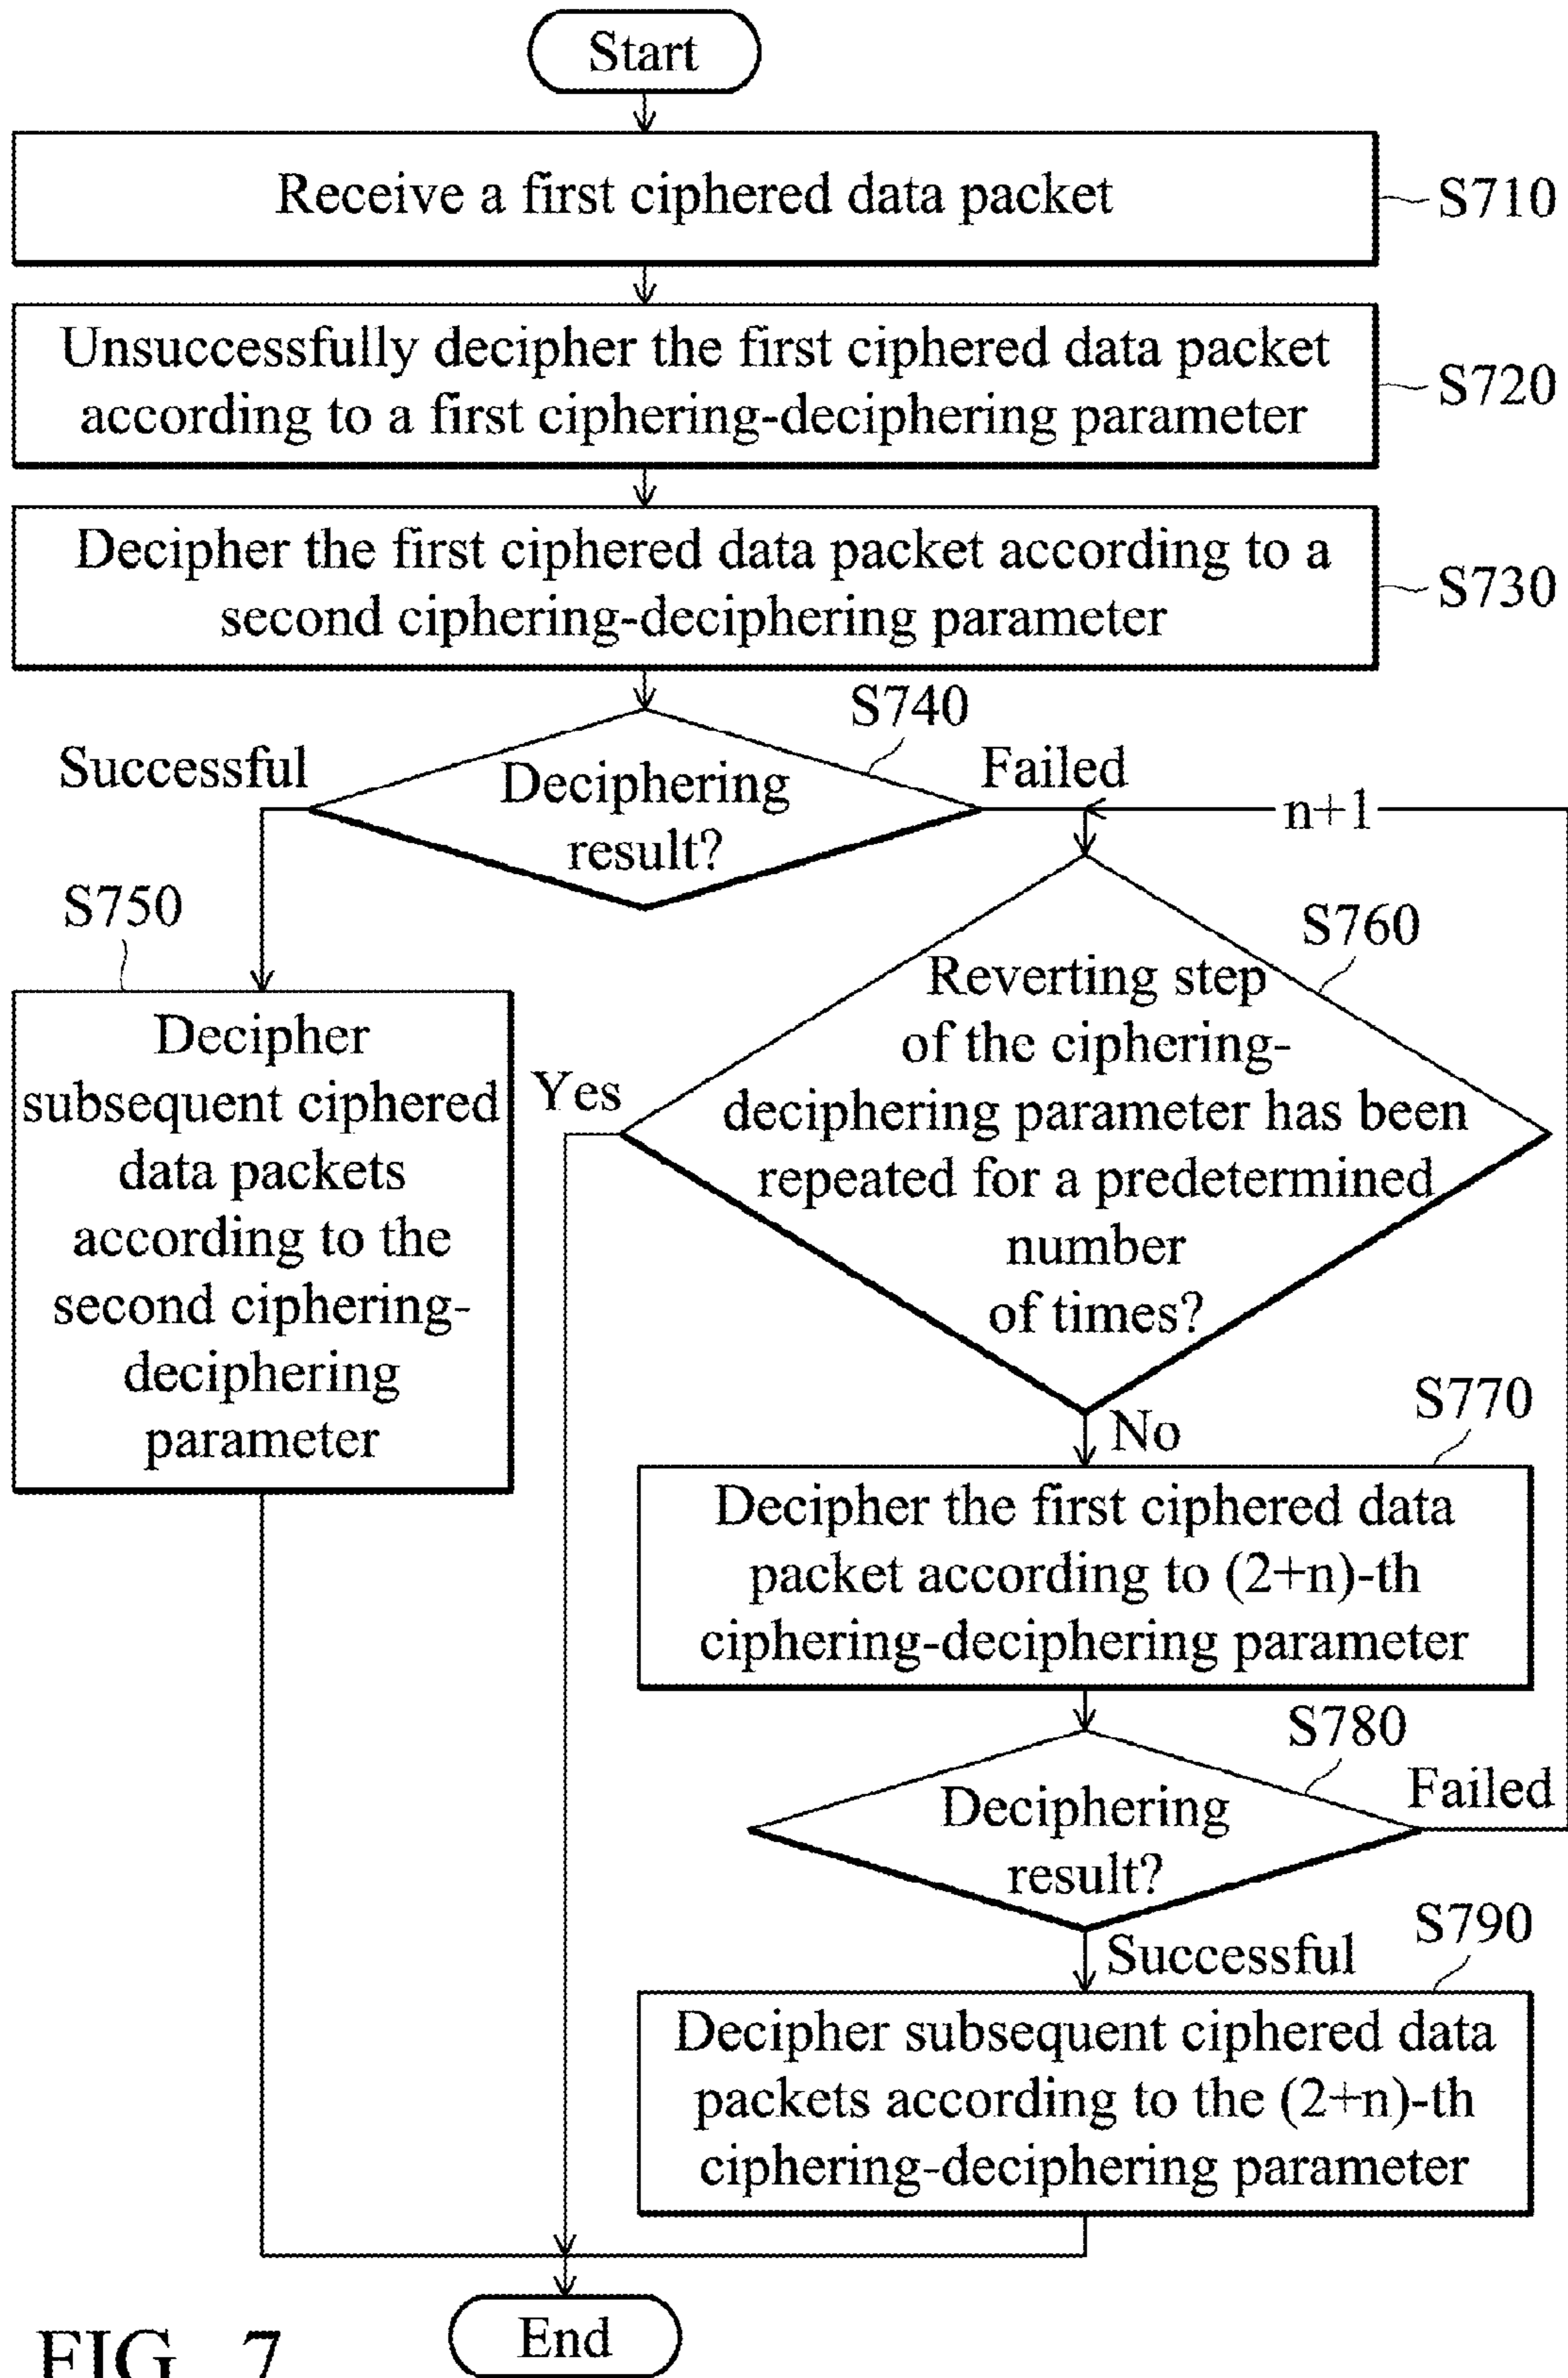 Start
Receive a first ciphered data packet
S710
Unsuccessfully decipher the first ciphered data packet
according to a first ciphering-deciphering parameter
S720
Decipher the first ciphered data packet according to a
second ciphering-deciphering parameter
S730
S740
Successful
Deciphering
result?
Failed
n+1
S750
Decipher
subsequent ciphered
data packets
according to the
second ciphering-
deciphering
parameter
S760
Reverting step
of the ciphering-
deciphering parameter has been
repeated for a predetermined
number
of times?
Yes
No
S770
Decipher the first ciphered data
packet according to (2+n)-th
ciphering-deciphering parameter
S780
Deciphering
result?
Failed
Successful
S790
Decipher subsequent ciphered data
packets according to the (2+n)-th
ciphering-deciphering parameter
End
FIG. 7